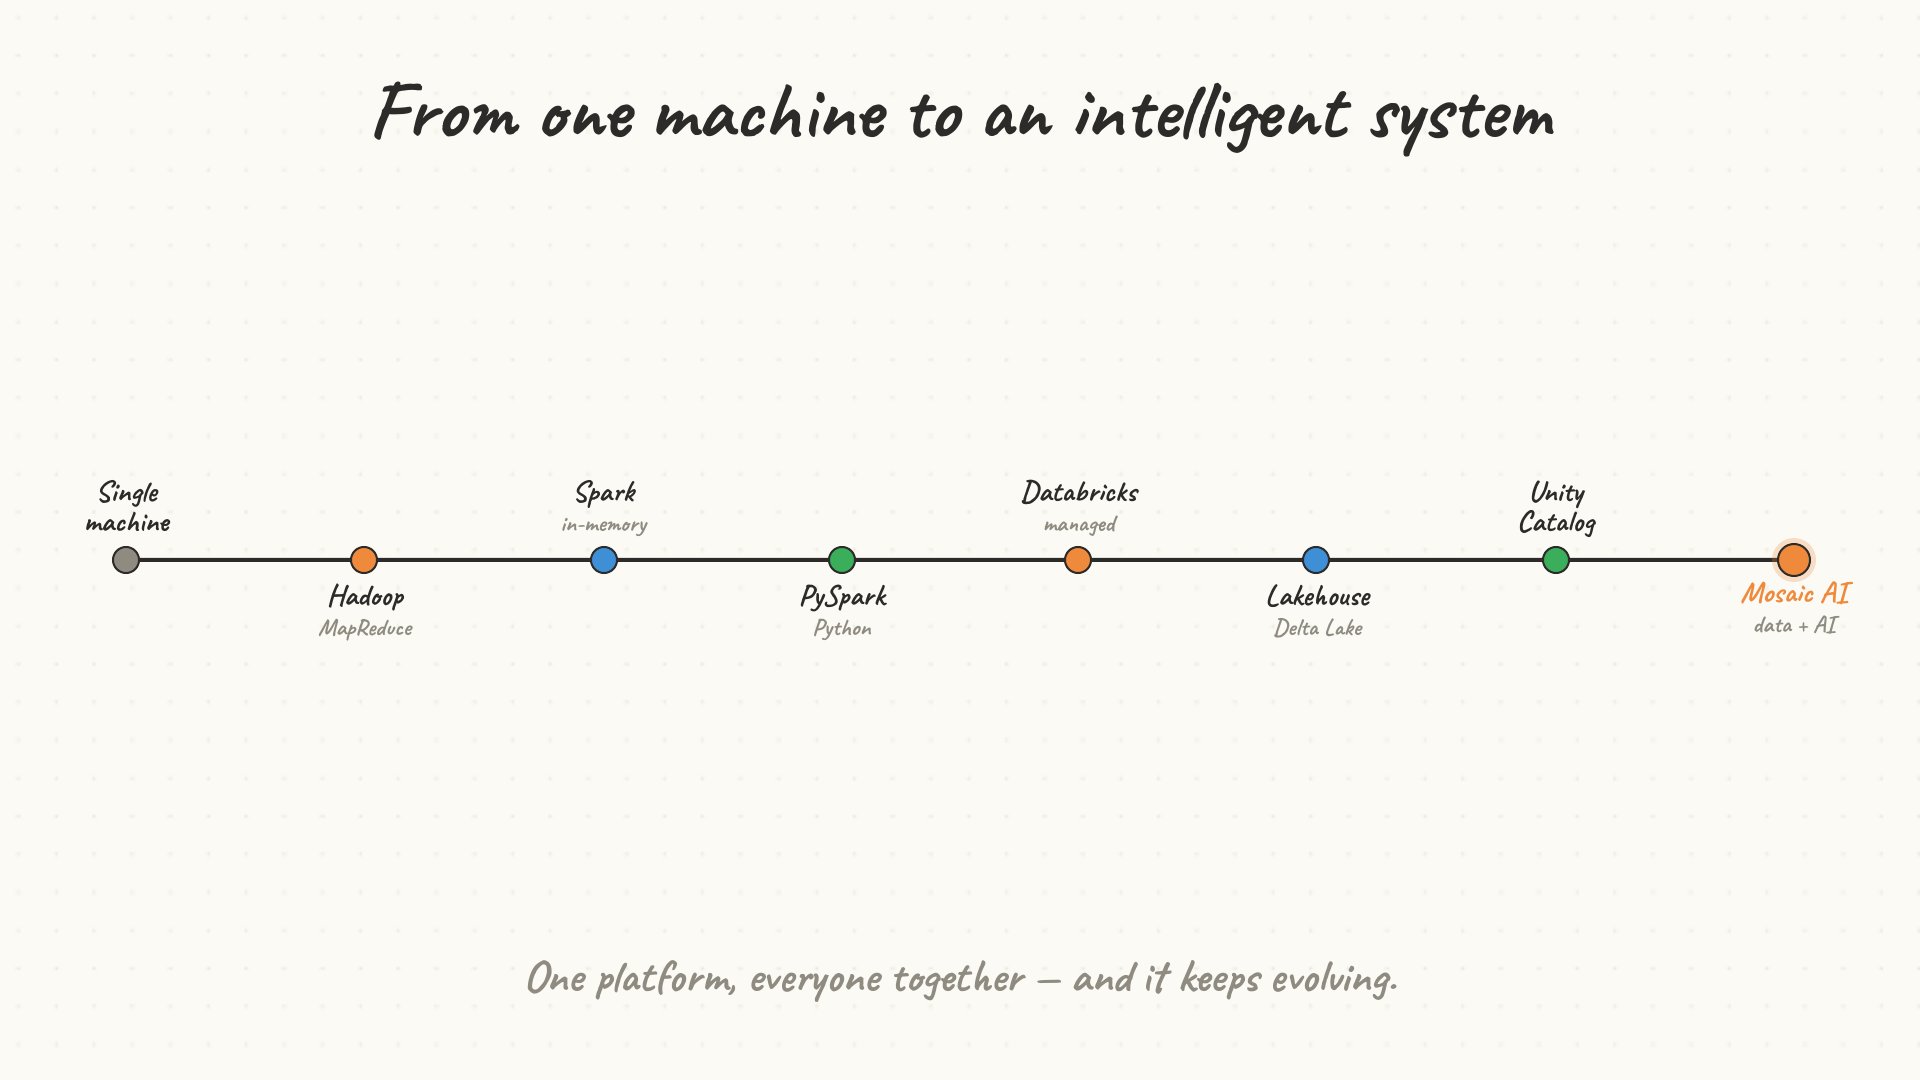 From one machine to an intelligent system
Single
machine
Hadoop
MapReduce
Spark
in-memory
PySpark
Python
Databricks
managed
Lakehouse
Delta Lake
Unity
Catalog
Mosaic AI
data + AI
One platform, everyone together — and it keeps evolving.